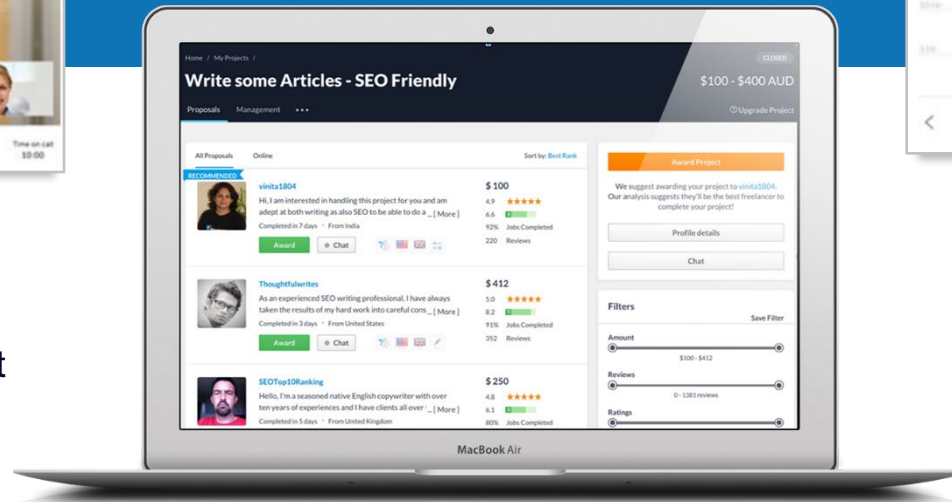 Home / My Projects /
CLOSED
Write some Articles - SEO Friendly
$100 - $400 AUD
Proposals Management •••
Upgrade Project
Time on call
10:00
All Proposals Online Sort by: Best Rank
RECOMMENDED
vinita1804 $ 100
Hi, I am interested in handling this project for you and am 4.9
adept at both writing as also SEO to be able to do a _ [ More ] 6.6
Completed in 7 days From India 92% Jobs Completed
Award Chat 220 Reviews
Thoughtfulwrites $ 412
As an experienced SEO writing professional, I have always 5.0
taken the results of my hard work into careful cons _ [ More ] 8.2
Completed in 3 days From United States 91% Jobs Completed
Award Chat 352 Reviews
SEOTop10Ranking $ 250
Hello, I'm a seasoned native English copywriter with over 4.8
ten years of experiences and I have clients all over _ [ More ] 6.1
Completed in 5 days From United Kingdom 80% Jobs Completed
Award Project
We suggest awarding your project to vinita1804.
Our analysis suggests they'll be the best freelancer to
complete your project!
Profile details
Chat
Filters
Save Filter
Amount
$100 - $412
Reviews
0 - 1381 reviews
Ratings
MacBook Air